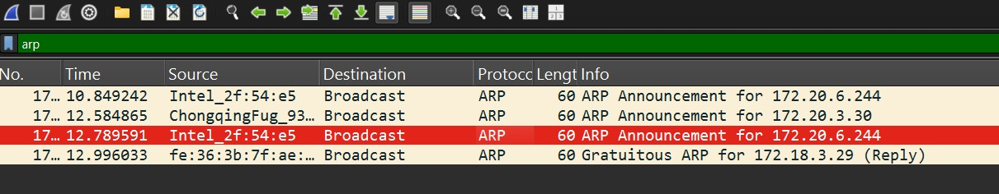 arp
No. Time Source Destination Protocc Lengt Info
17… 10.849242 Intel_2f:54:e5 Broadcast ARP 60 ARP Announcement for 172.20.6.244
17… 12.584865 ChongqingFug_93… Broadcast ARP 60 ARP Announcement for 172.20.3.30
17… 12.789591 Intel_2f:54:e5 Broadcast ARP 60 ARP Announcement for 172.20.6.244
17… 12.996033 fe:36:3b:7f:ae:… Broadcast ARP 60 Gratuitous ARP for 172.18.3.29 (Reply)